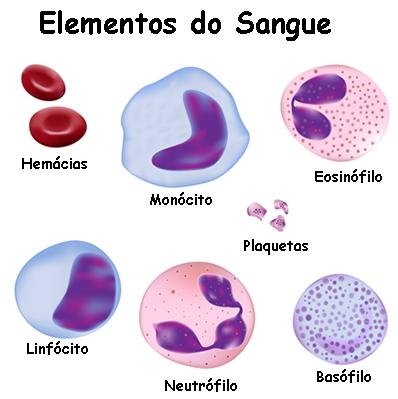 Elementos do Sangue
Hemácias
Monócito
Eosinófilo
Plaquetas
Linfócito
Neutrófilo
Basófilo